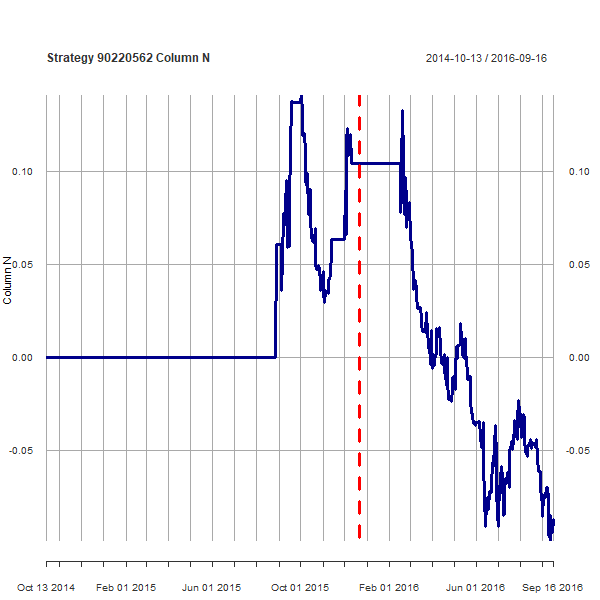 Strategy 90220562 Column N
2014-10-13 / 2016-09-16
0.10 0.10
0.05 0.05
Column N
0.00 0.00
-0.05 -0.05
Oct 13 2014 Feb 01 2015 Jun 01 2015 Oct 01 2015 Feb 01 2016 Jun 01 2016 Sep 16 2016